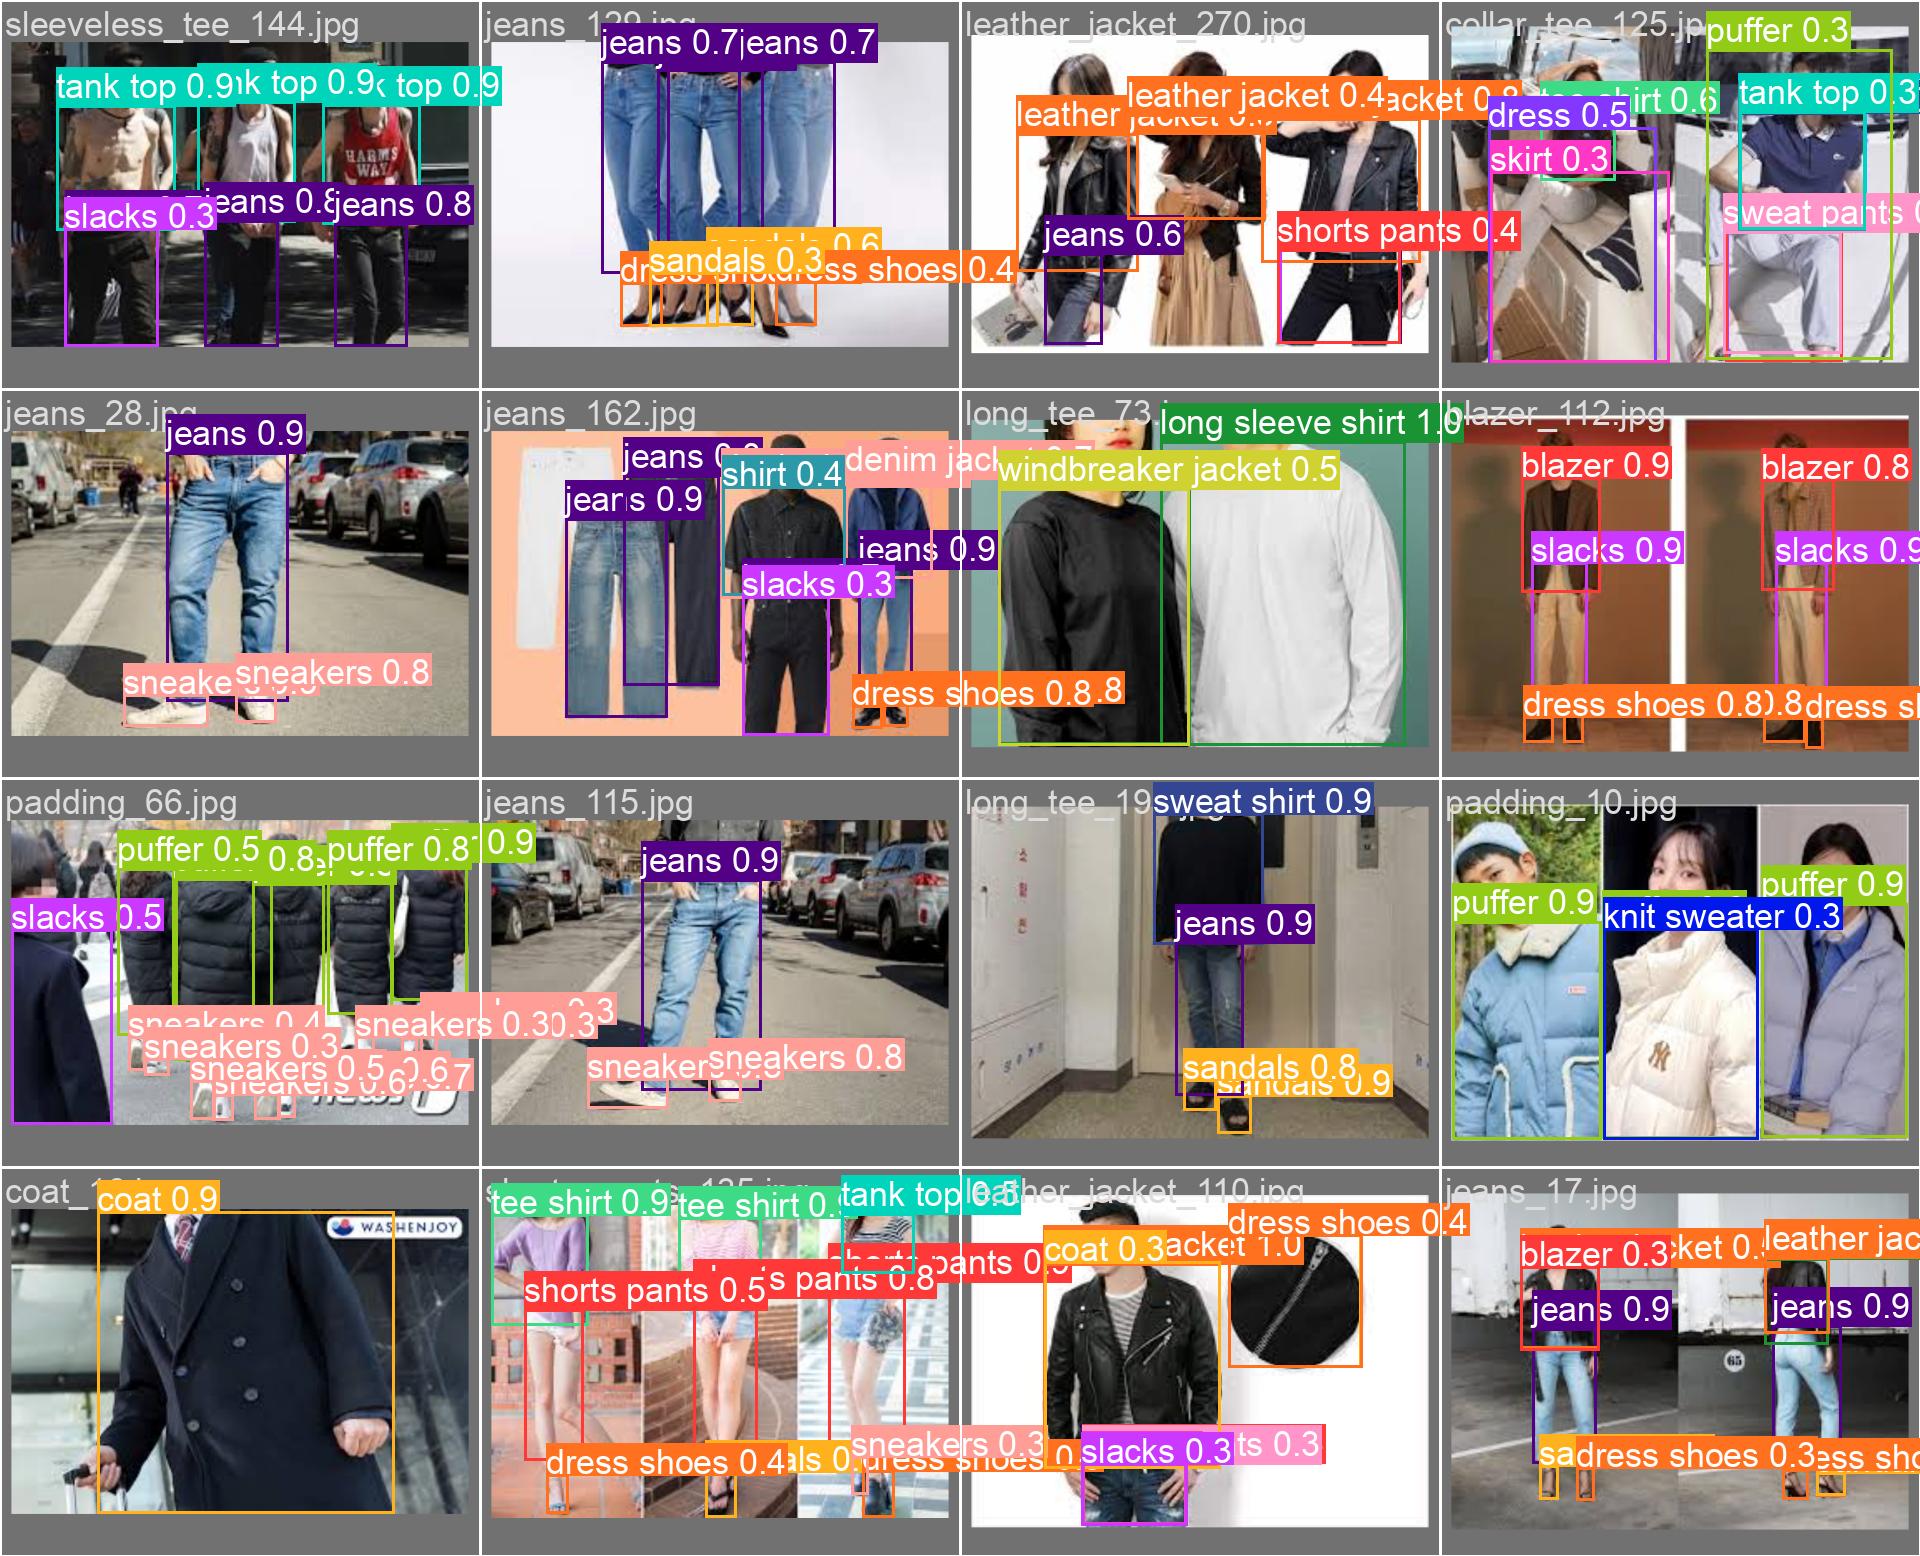 sleeveless_tee_144.jpg
tank top 0.9
k top 0.9
top 0.9
HARMS
WAY
slacks 0.3
jeans 0.8
jeans 0.8
jeans_129.jpg
jeans 0.7
jeans 0.7
sandals 0.6
sandals 0.3
dress shoes 0.4
leather_jacket_270.jpg
leather
leather jacket 0.4
acket 0.8
jeans 0.6
shorts pants 0.4
collar_tee_125.jp
puffer 0.3
shirt 0.6
tank top 0.3
dress 0.5
skirt 0.3
sweat pants
jeans_28.jpg
jeans 0.9
sneakers 0.8
jeans_162.jpg
jeans
jeans 0.9
shirt 0.4
denim jack
jeans 0.9
slacks 0.3
dress shoes 0.8
.8
long_tee_73.
long sleeve shirt 1.0
windbreaker jacket 0.5
blazer_112.jpg
blazer 0.9
blazer 0.8
slacks 0.9
slacks 0.9
dress shoes 0.8
0.8
dress s
padding_66.jpg
puffer 0.5
0.8
puffer 0.8
0.9
slacks 0.5
sneakers 0.4
sneakers 0.3
0.3
sneakers 0.3
sneakers 0.5
0.6
sneakers 0.6
.7
jeans_115.jpg
jeans 0.9
sneakers 0.8
long_tee_19
sweat shirt 0.9
jeans 0.9
sandals 0.8
sandals 0.9
padding_10.jpg
puffer 0.9
knit sweater 0.3
puffer 0.9
coat_
coat 0.9
WASHENJOY
tee shirt 0.9
tee shirt 0.
tank top 0.5
shorts pants 0.5
s pants 0.8
pants 0.
dress shoes 0.4
als 0.
sneakers 0.3
dress shoes 0
leather_jacket_110.jpg
coat 0.3
acket 1.0
dress shoes 0.4
slacks 0.3
ts 0.3
jeans_17.jpg
blazer 0.3
cket 0.
leather jac
jeans 0.9
jeans 0.9
65
sa
dress shoes 0.3
ess sho